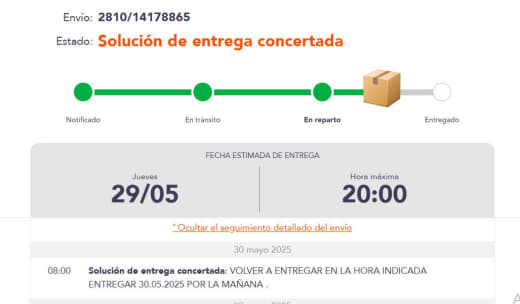 Envío: 2810/14178865
Estado: Solución de entrega concertada
Notificado
En tránsito
En reparto
Entregado
FECHA ESTIMADA DE ENTREGA
Jueves
29/05
Hora máxima
20:00
ˆOcultar el seguimiento detallado del envío
30 mayo 2025
08:00 Solución de entrega concertada: VOLVER A ENTREGAR EN LA HORA INDICADA
ENTREGAR 30.05.2025 POR LA MAÑANA .